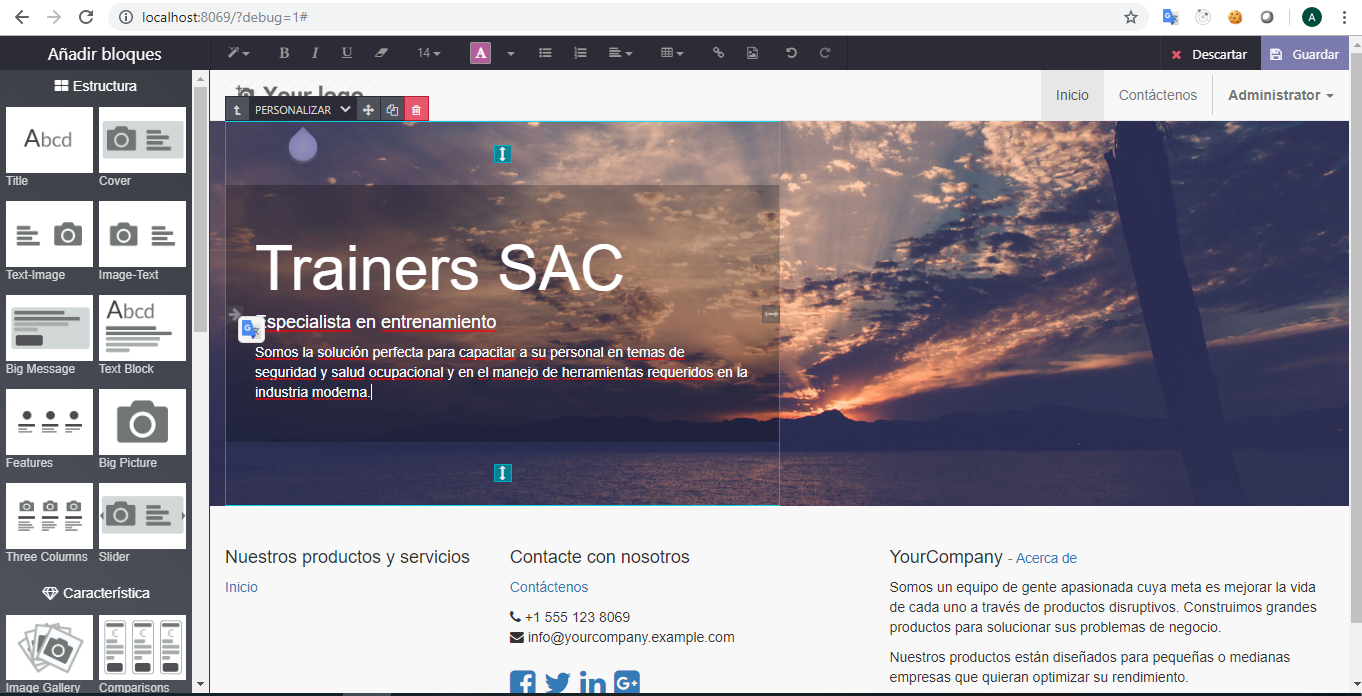 localhost:8069/?debug=1#
A
Añadir bloques
B I U 14 A
Descartar
Guardar
Estructura
Abcd
Title
Cover
Text-Image
Image-Text
Abcd
Big Message
Text Block
Features
Big Picture
Three Columns
Slider
Característica
Image Gallery
Comparisons
Your logo
Inicio
Contáctenos
Administrator
PERSONALIZAR
Trainers SAC
Especialista en entrenamiento
Somos la solución perfecta para capacitar a su personal en temas de
seguridad y salud ocupacional y en el manejo de herramientas requeridos en la
industria moderna.
Nuestros productos y servicios
Inicio
Contacte con nosotros
Contáctenos
+1 555 123 8069
info@yourcompany.example.com
YourCompany - Acerca de
Somos un equipo de gente apasionada cuya meta es mejorar la vida
de cada uno a través de productos disruptivos. Construimos grandes
productos para solucionar sus problemas de negocio.
Nuestros productos están diseñados para pequeñas o medianas
empresas que quieran optimizar su rendimiento.